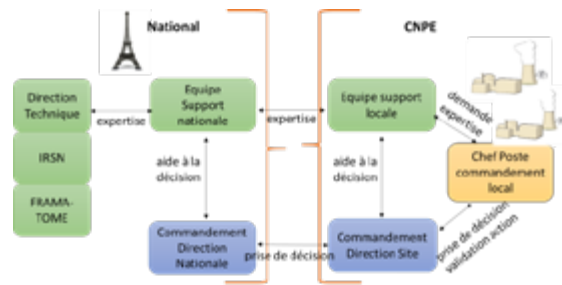 National
CNPE
Direction
Technique
expertise
Equipe
Support
nationale
expertise
Equipe support
locale
demande
expertise
IRSN
FRAMA-
TOME
aide à la
décision
aide à la
décision
Chef Poste
commandement
local
Commandement
Direction
Nationale
prise de décision
Commandement
Direction Site
prise de décision
validation action